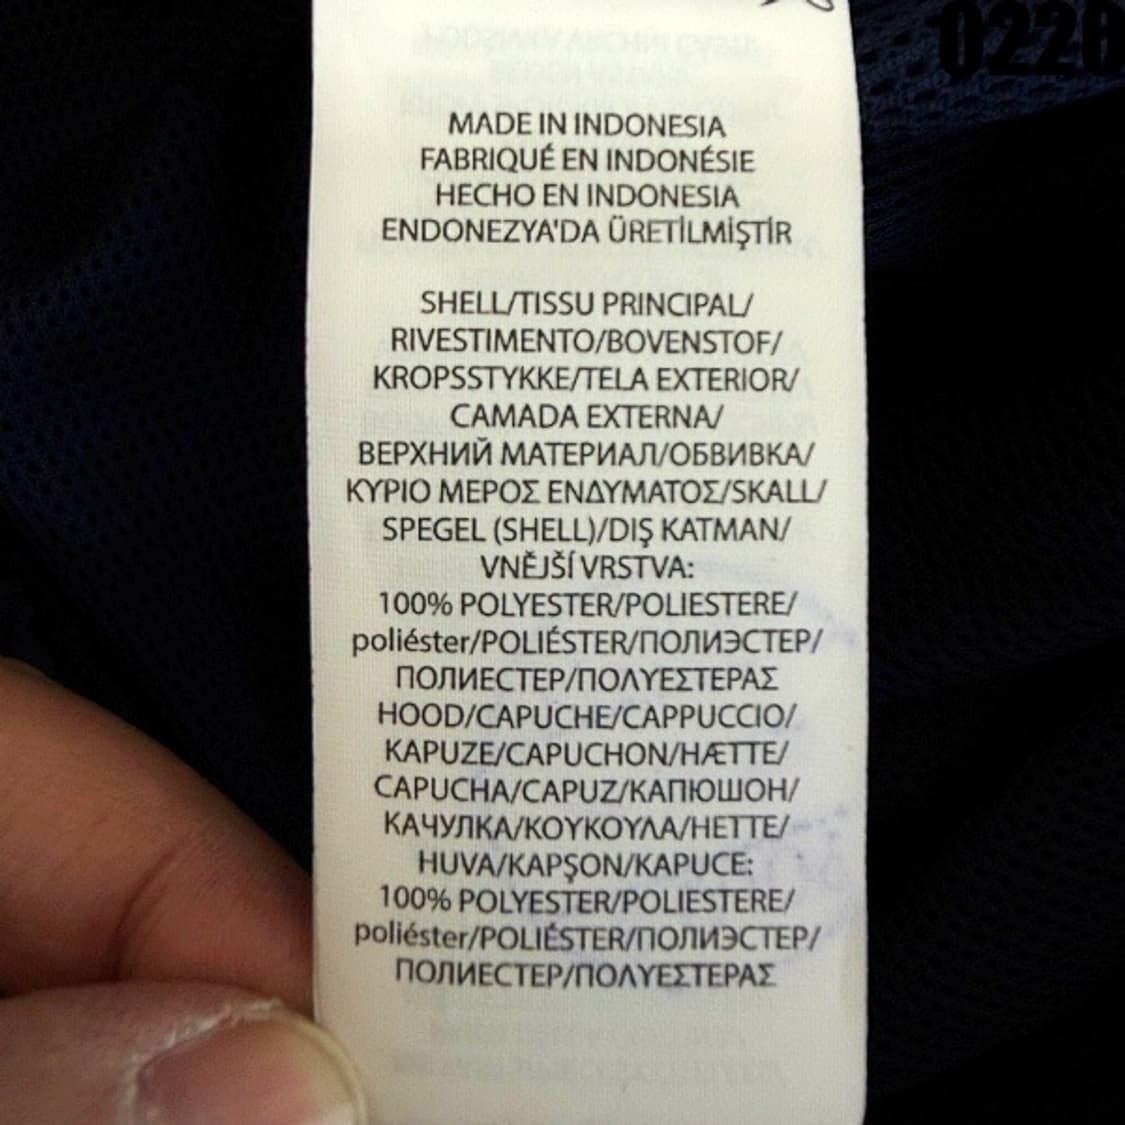 0228
MADE IN INDONESIA
FABRIQUÉ EN INDONÉSIE
HECHO EN INDONESIA
ENDONEZYA'DA ÜRETİLMİŞTİR
SHELL/TISSU PRINCIPAL/
RIVESTIMENTO/BOVENSTOF/
KROPSSTYKKE/TELA EXTERIOR/
CAMADA EXTERNA/
ВЕРХНИЙ МАТЕРИАЛ/ОБВИВКА/
ΚΥΡΙΟ ΜΕΡΟΣ ΕΝΔΥΜΑΤΟΣ/SKALL/
SPEGEL (SHELL)/DIŞ KATMAN/
VNĚJŠÍ VRSTVA:
100% POLYESTER/POLIESTERE/
poliéster/POLIÉSTER/ПОЛИЭСТЕР/
ПОЛИЕСТЕР/ΠΟΛΥΕΣΤΕΡΑΣ
HOOD/CAPUCHE/CAPPUCCIO/
KAPUZE/CAPUCHON/HÆTTE/
CAPUCHA/CAPUZ/КАПЮШОН/
КАЧУЛКА/ΚΟΥΚΟΥΛΑ/HETTE/
HUVA/KAPŞON/KAPUCE:
100% POLYESTER/POLIESTERE/
poliéster/POLIÉSTER/ПОЛИЭСТЕР/
ПОЛИЕСТЕР/ΠΟΛΥΕΣΤΕΡΑΣ